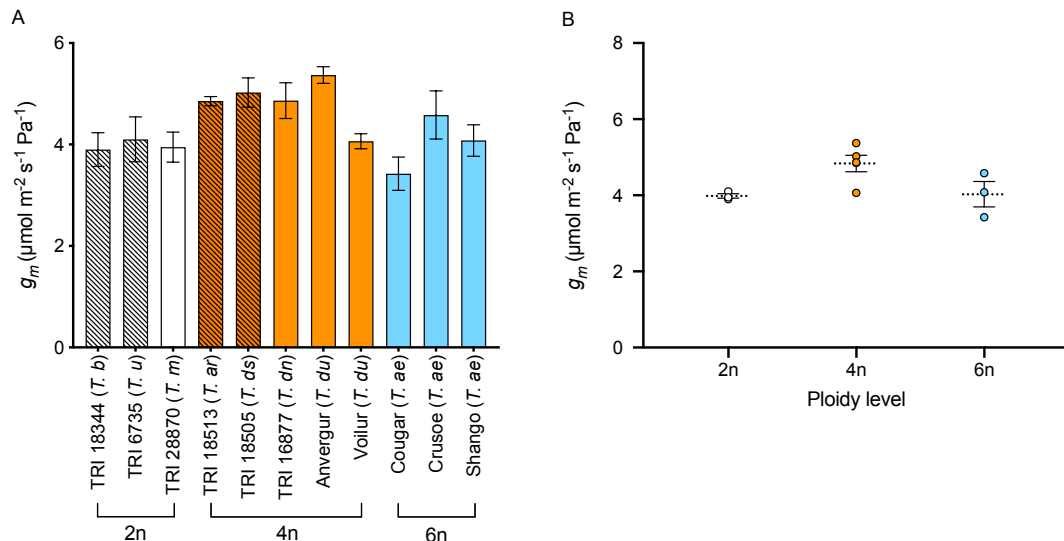 A
g_m (µmol m⁻² s⁻¹ Pa⁻¹)
6
4
2
0
TRI 18344 (T. b)
TRI 6735 (T. u)
TRI 28870 (T. m)
TRI 18513 (T. ar)
TRI 18505 (T. ds)
TRI 16877 (T. dn)
Anvergur (T. du)
Voilur (T. du)
Cougar (T. ae)
Crusoe (T. ae)
Shango (T. ae)
2n
4n
6n
B
g_m (µmol m⁻² s⁻¹ Pa⁻¹)
8
6
4
2
0
2n
4n
6n
Ploidy level